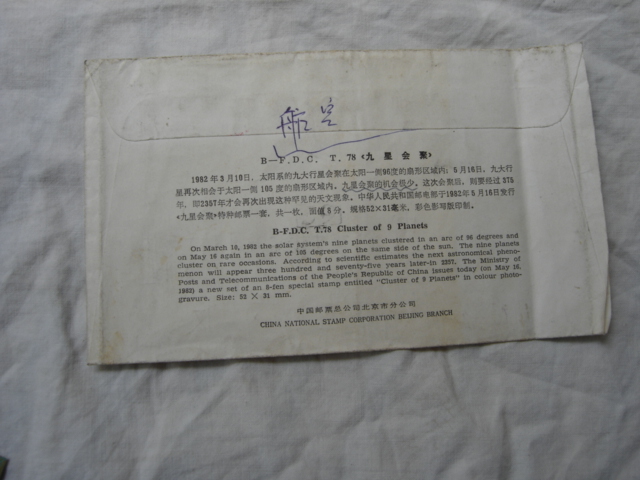 航空
B—F.D.C. T.78《九星会聚》
1982年3月10日，太阳系的九大行星会聚在太阳一侧96度的扇形区域内；5月16日，九大行
星再次相会于太阳一侧105度的扇形区域内，九星会聚的机会极少。这次会聚后，则要经过375
年，即2357年才会再次出现这种罕见的天文现象。中华人民共和国邮电部于1982年5月16日发行
《九星会聚》特种邮票一套，共一枚，面值8分，规格52×31毫米，彩色影写版印制。
B-F.D.C. T.78 Cluster of 9 Planets
On March 10, 1982 the solar system's nine planets clustered in an arc of 96 degrees and
on May 16 again in an arc of 105 degrees on the same side of the sun. The nine planets
cluster on rare occasions. According to scientific estimates the next astronomical pheno-
menon will appear three hundred and seventy-five years later-in 2357. The Ministry of
Posts and Telecommunications of the People's Republic of China issues today (on May 16,
1982) a new set of an 8-fen special stamp entitled "Cluster of 9 Planets" in colour photo-
gravure. Size: 52 × 31 mm.
中国邮票总公司北京市分公司
CHINA NATIONAL STAMP CORPORATION BEIJING BRANCH